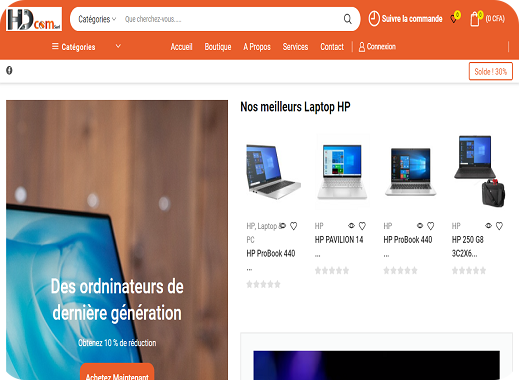 HD com
Catégories
Que cherchez-vous....
Suivre la commande
0
0
(0 CFA)
Catégories
Accueil
Boutique
A Propos
Services
Contact
Connexion
Solde ! 30%
Nos meilleurs Laptop HP
HP, Laptop
PC
HP ProBook 440
...
HP
HP PAVILION 14
...
HP
HP ProBook 440
...
HP
HP 250 G8
3C2X6...
Des ordninateurs de
dernière génération
Obtenez 10 % de réduction
Achetez Maintenant